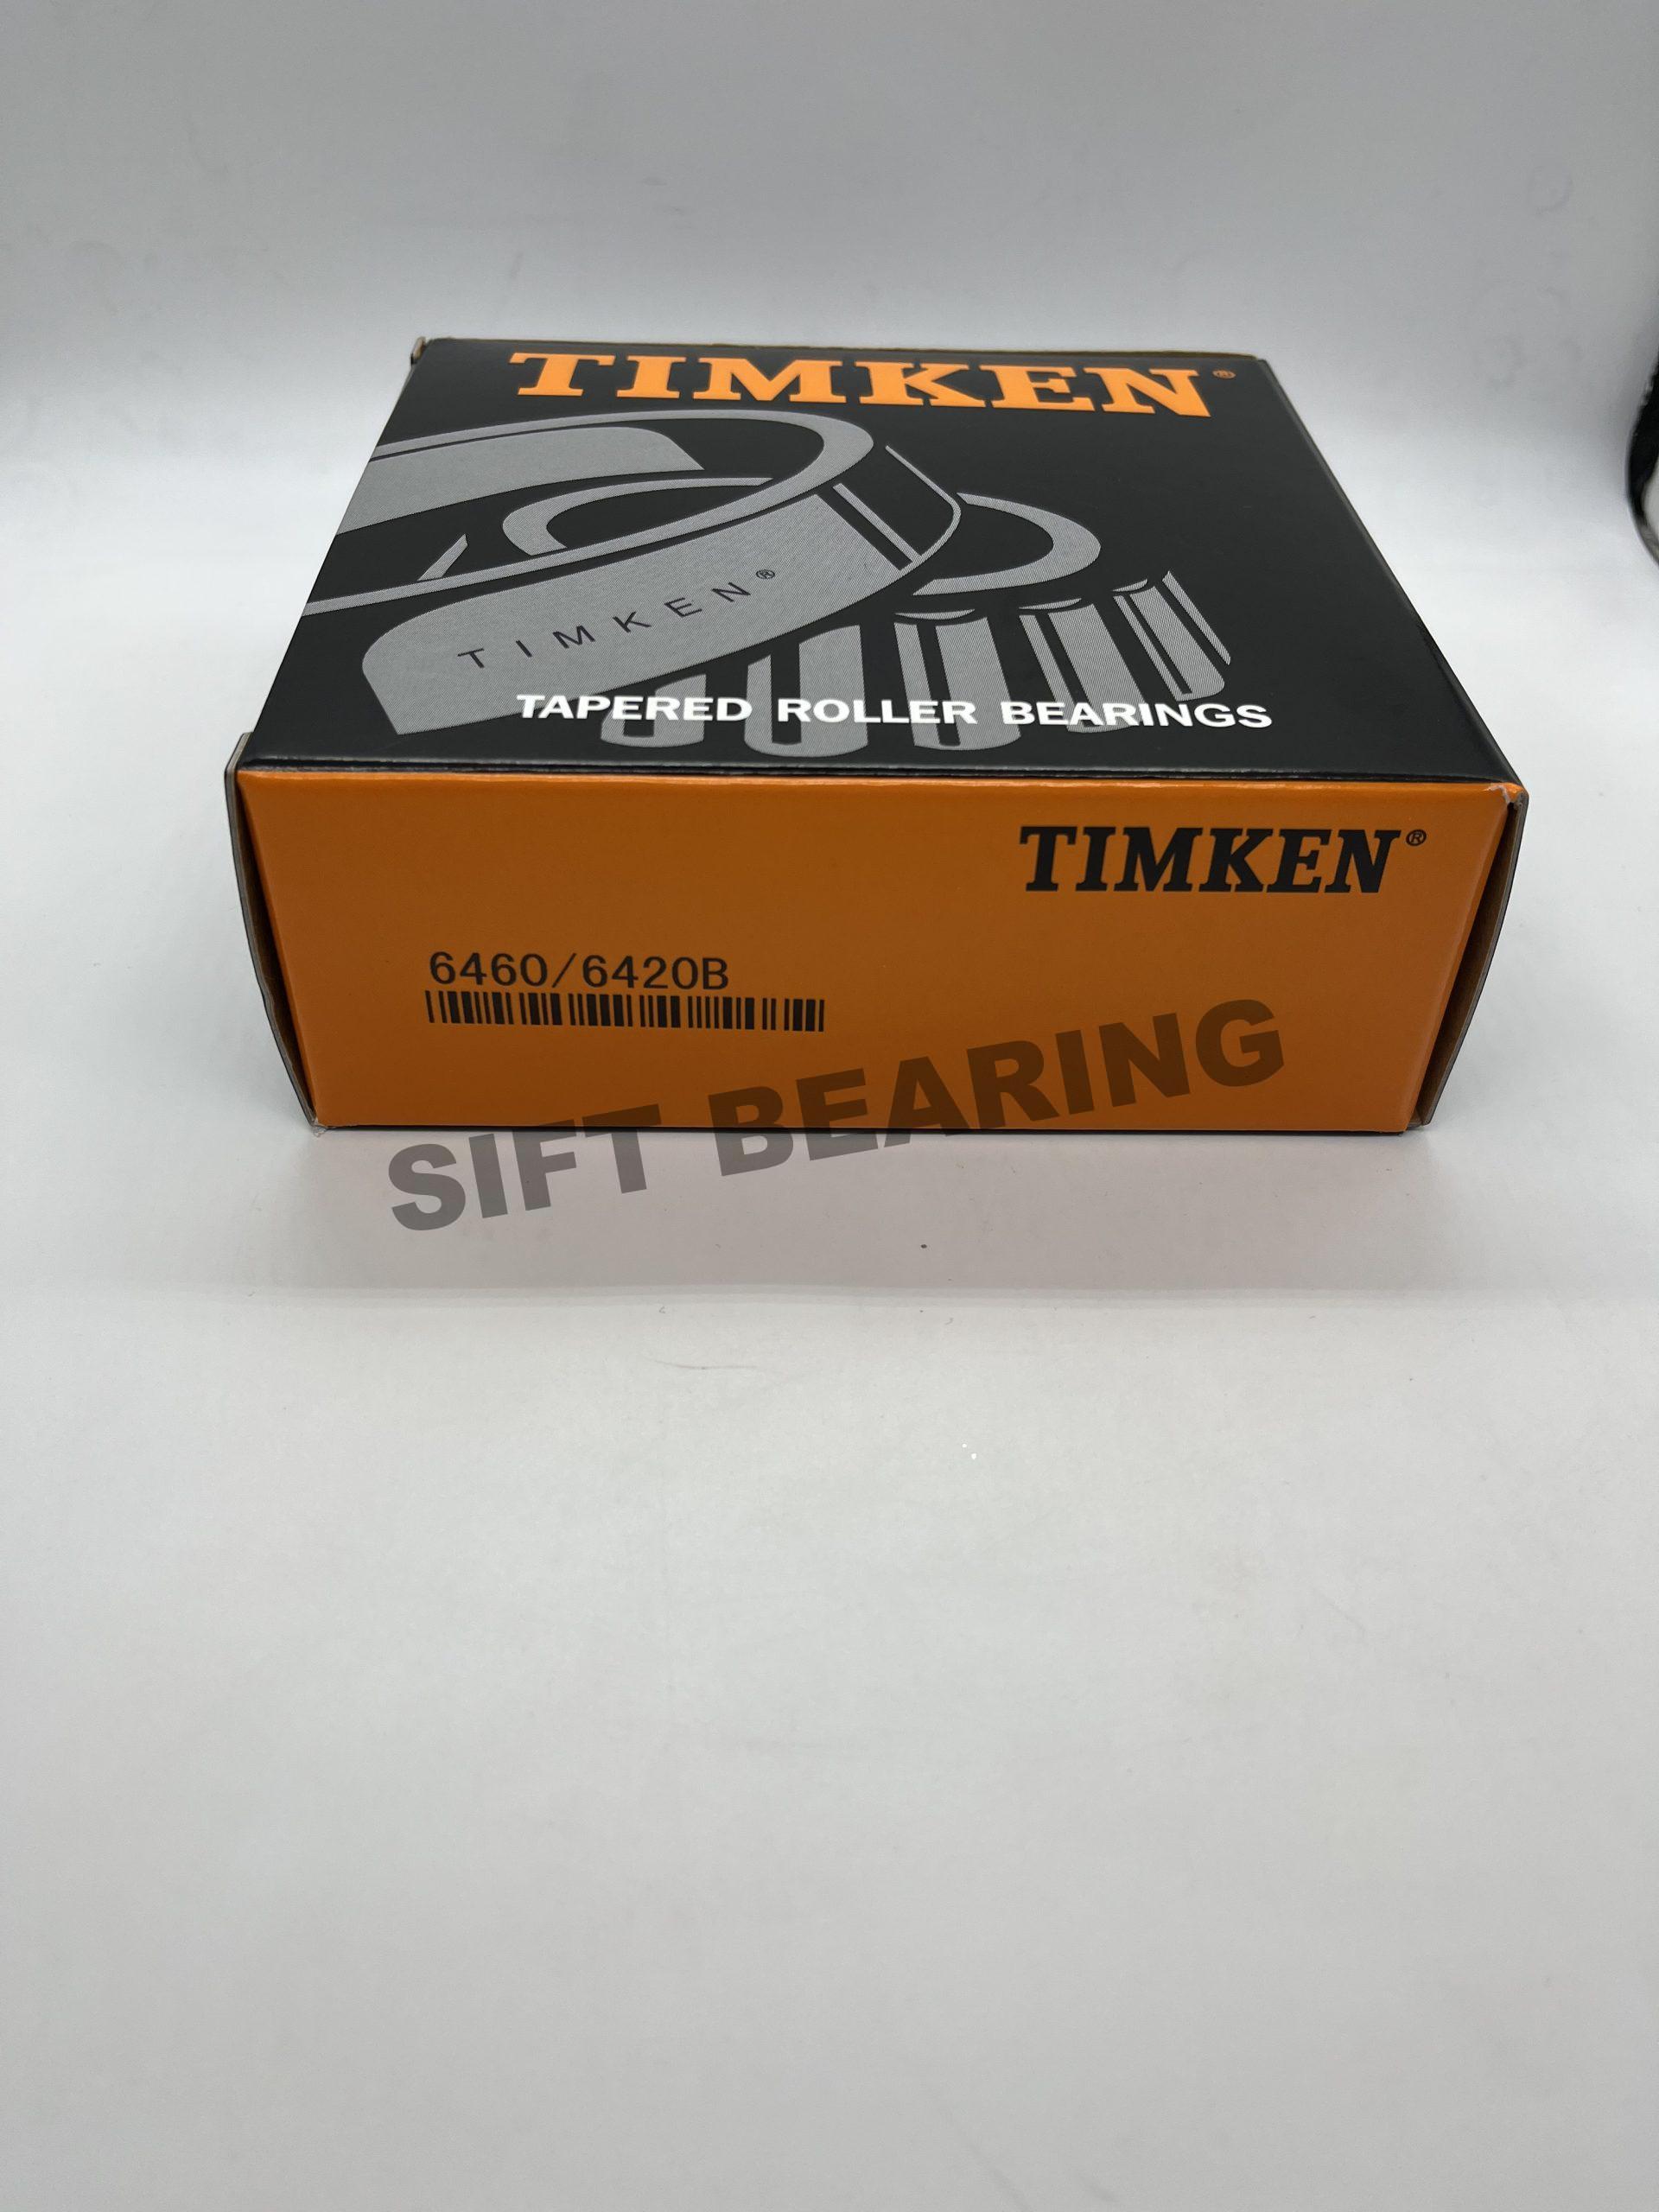 TIMKEN®
TIMKEN®
TAPERED ROLLER BEARINGS
TIMKEN®
6460/6420B
SIFT BEARING